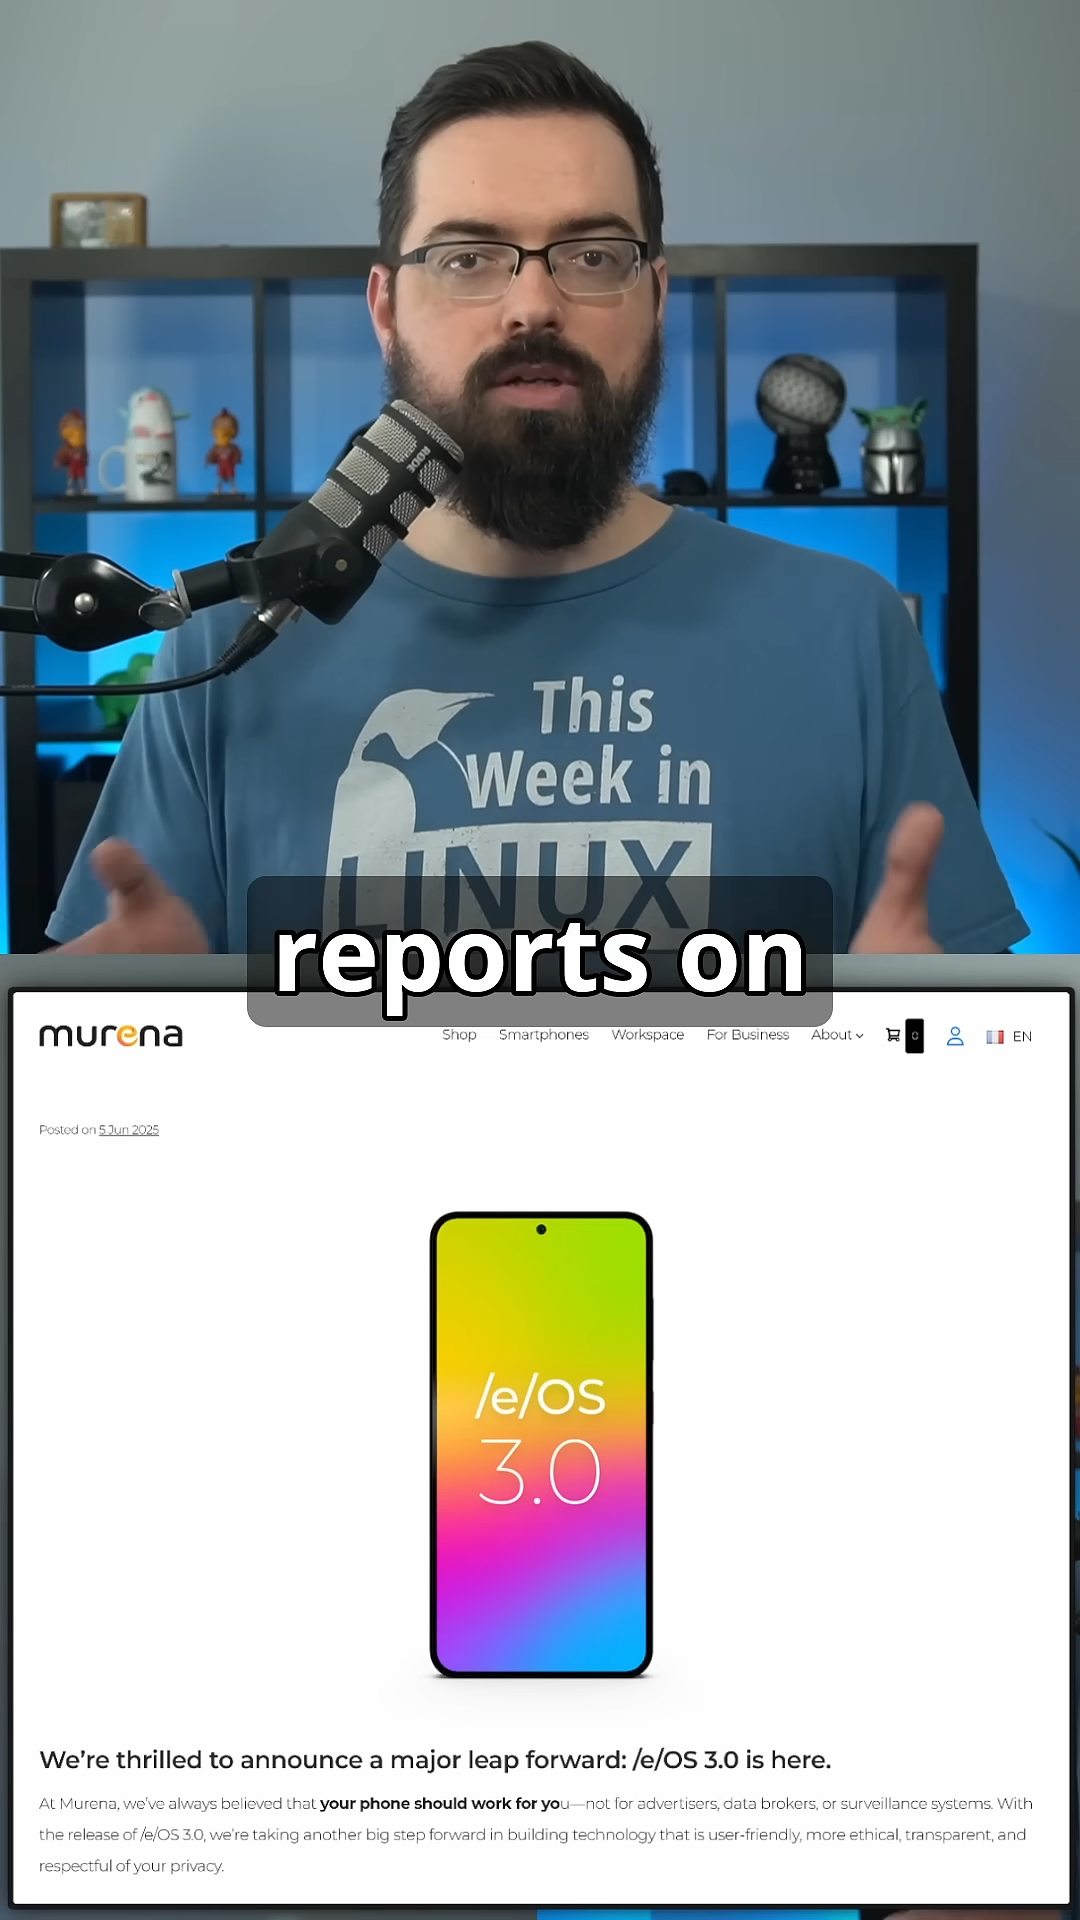 RODE
This
Week in
LINUX
reports on
murena
Shop Smartphones Workspace For Business About 0 EN
Posted on 5 Jun 2025
/e/OS
3.0
We’re thrilled to announce a major leap forward: /e/OS 3.0 is here.
At Murena, we’ve always believed that your phone should work for you—not for advertisers, data brokers, or surveillance systems. With
the release of /e/OS 3.0, we’re taking another big step forward in building technology that is user-friendly, more ethical, transparent, and
respectful of your privacy.